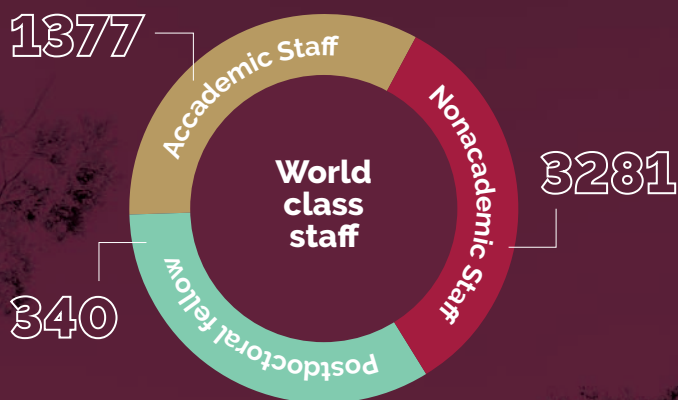 1377
Accademic Staff
Nonacademic Staff
3281
World
class
staff
340
Postdoctoral fellow